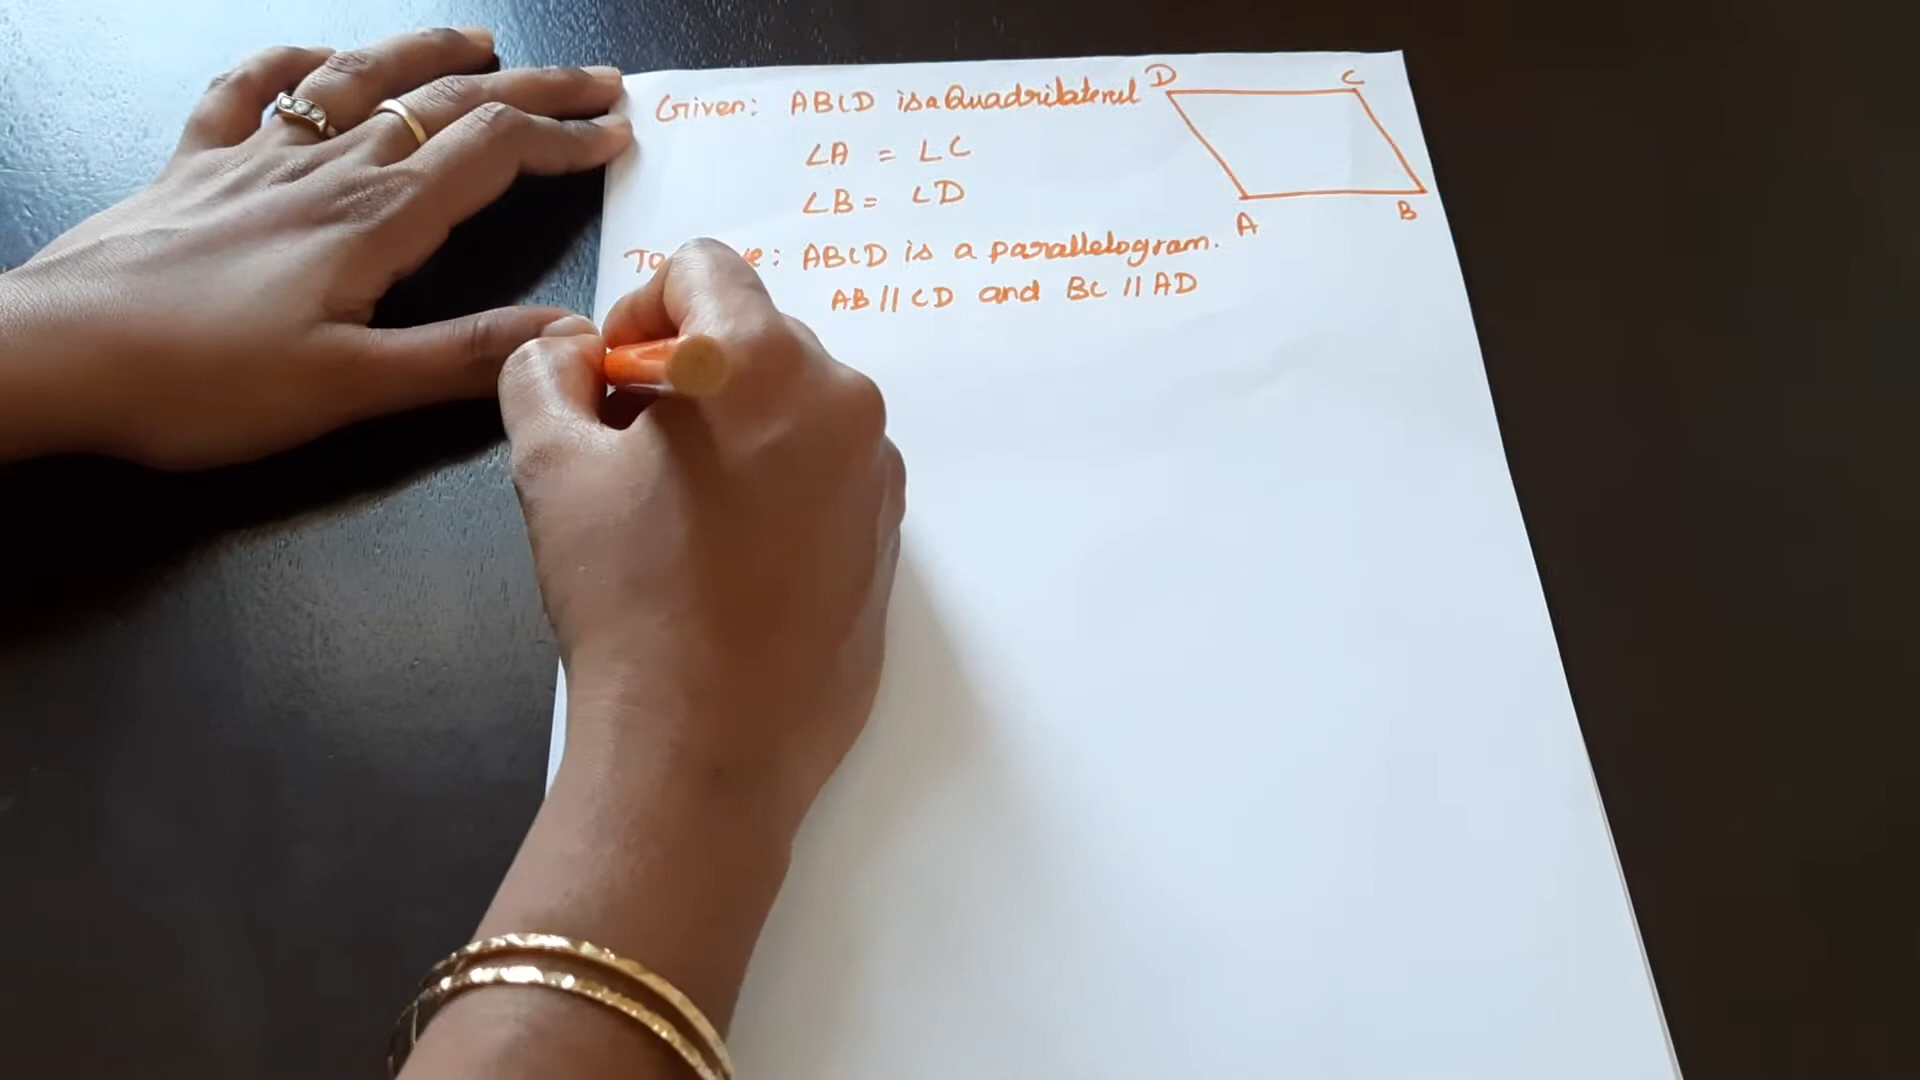 Given: ABCD is a Quadrilateral
∠A = ∠C
∠B = ∠D
D C
A B
: ABCD is a parallelogram.
AB // CD and BC // AD